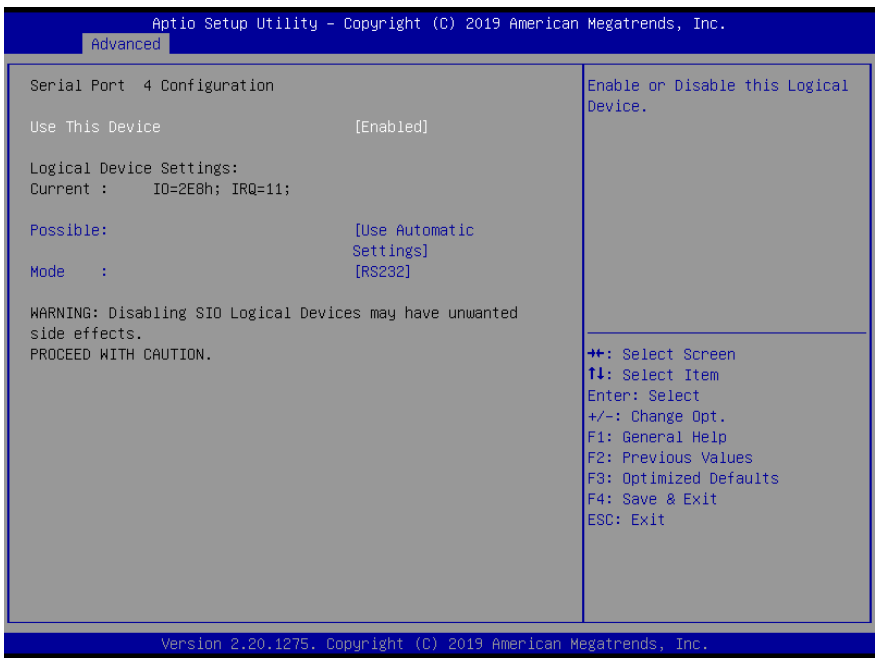 Aptio Setup Utility – Copyright (C) 2019 American Megatrends, Inc.
Advanced
Serial Port  4 Configuration
Use This Device [Enabled]
Logical Device Settings:
Current :     IO=2E8h; IRQ=11;
Possible: [Use Automatic
Settings]
Mode    : [RS232]
WARNING: Disabling SIO Logical Devices may have unwanted
side effects.
PROCEED WITH CAUTION.
Enable or Disable this Logical
Device.
→←: Select Screen
↑↓: Select Item
Enter: Select
+/-: Change Opt.
F1: General Help
F2: Previous Values
F3: Optimized Defaults
F4: Save & Exit
ESC: Exit
Version 2.20.1275. Copyright (C) 2019 American Megatrends, Inc.